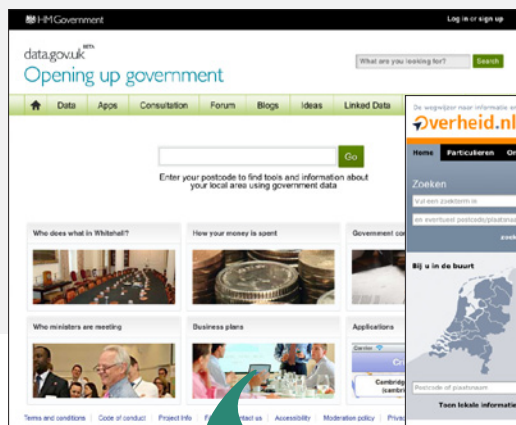 HM Government
Log in or sign up
data.gov.uk BETA
Opening up government
What are you looking for? Search
Data Apps Consultation Forum Blogs Ideas Linked Data
Go
Enter your postcode to find tools and information about
your local area using government data
Who does what in Whitehall?
How your money is spent
Government
Who ministers are meeting
Business plans
Applications
Carrier
Terms and conditions Code of conduct Project Info Accessibility Moderation policy
De wegwijzer naar informatie en
Overheid.nl
Home Particulieren
Zoeken
Vul een zoekterm in
en eventueel postcode/plaatsnaam
zoek
Bij u in de buurt
Postcode of plaatsnaam
Toon lokale informatie